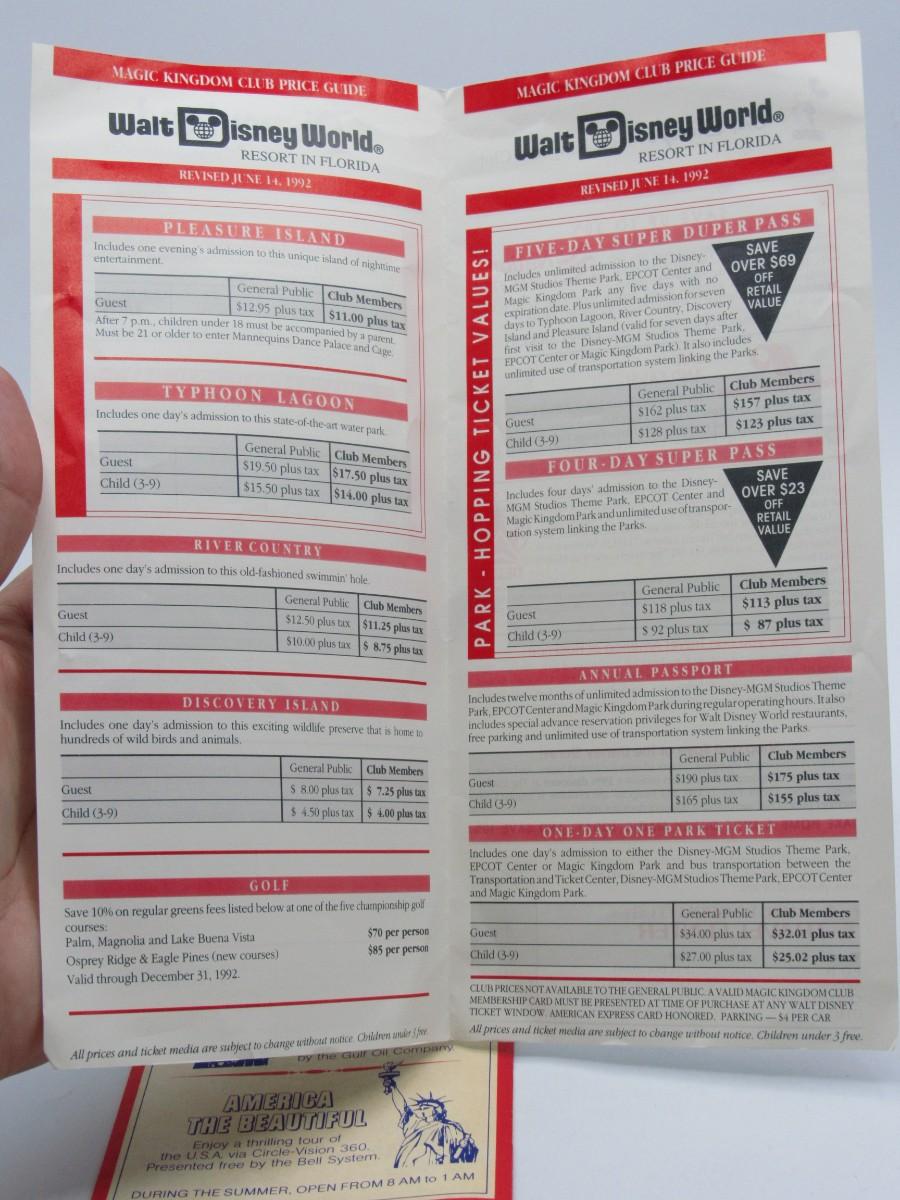 MAGIC KINGDOM CLUB PRICE GUIDE
Walt Disney World®
RESORT IN FLORIDA
REVISED JUNE 14, 1992
PLEASURE ISLAND
Includes one evening's admission to this unique island of nighttime
entertainment.
General Public Club Members
Guest $12.95 plus tax $11.00 plus tax
After 7 p.m., children under 18 must be accompanied by a parent.
Must be 21 or older to enter Mannequins Dance Palace and Cage.
TYPHOON LAGOON
Includes one day's admission to this state-of-the-art water park.
General Public Club Members
Guest $19.50 plus tax $17.50 plus tax
Child (3-9) $15.50 plus tax $14.00 plus tax
RIVER COUNTRY
Includes one day's admission to this old-fashioned swimmin' hole.
General Public Club Members
Guest $12.50 plus tax $11.25 plus tax
Child (3-9) $10.00 plus tax $ 8.75 plus tax
DISCOVERY ISLAND
Includes one day's admission to this exciting wildlife preserve that is home to
hundreds of wild birds and animals.
General Public Club Members
Guest $ 8.00 plus tax $ 7.25 plus tax
Child (3-9) $ 4.50 plus tax $ 4.00 plus tax
GOLF
Save 10% on regular greens fees listed below at one of the five championship golf
courses:
Palm, Magnolia and Lake Buena Vista $70 per person
Osprey Ridge & Eagle Pines (new courses) $85 per person
Valid through December 31, 1992.
All prices and ticket media are subject to change without notice. Children under 3 free.
MAGIC KINGDOM CLUB PRICE GUIDE
Walt Disney World®
RESORT IN FLORIDA
REVISED JUNE 14, 1992
PARK - HOPPING TICKET VALUES!
FIVE-DAY SUPER DUPER PASS
Includes unlimited admission to the Disney-
MGM Studios Theme Park, EPCOT Center and
Magic Kingdom Park any five days with no
expiration date. Plus unlimited admission for seven
days to Typhoon Lagoon, River Country, Discovery
Island and Pleasure Island (valid for seven days after
first visit to the Disney-MGM Studios Theme Park,
EPCOT Center or Magic Kingdom Park). It also includes
unlimited use of transportation system linking the Parks.
SAVE
OVER $69
OFF
RETAIL
VALUE
General Public Club Members
Guest $162 plus tax $157 plus tax
Child (3-9) $128 plus tax $123 plus tax
FOUR-DAY SUPER PASS
Includes four days' admission to the Disney-
MGM Studios Theme Park, EPCOT Center and
Magic Kingdom Park and unlimited use of transpor-
tation system linking the Parks.
SAVE
OVER $23
OFF
RETAIL
VALUE
General Public Club Members
Guest $118 plus tax $113 plus tax
Child (3-9) $ 92 plus tax $ 87 plus tax
ANNUAL PASSPORT
Includes twelve months of unlimited admission to the Disney-MGM Studios Theme
Park, EPCOT Center and Magic Kingdom Park during regular operating hours. It also
includes special advance reservation privileges for Walt Disney World restaurants,
free parking and unlimited use of transportation system linking the Parks.
General Public Club Members
Guest $190 plus tax $175 plus tax
Child (3-9) $165 plus tax $155 plus tax
ONE-DAY ONE PARK TICKET
Includes one day's admission to either the Disney-MGM Studios Theme Park,
EPCOT Center or Magic Kingdom Park and bus transportation between the
Transportation and Ticket Center, Disney-MGM Studios Theme Park, EPCOT Center
and Magic Kingdom Park.
General Public Club Members
Guest $34.00 plus tax $32.01 plus tax
Child (3-9) $27.00 plus tax $25.02 plus tax
CLUB PRICES NOT AVAILABLE TO THE GENERAL PUBLIC. A VALID MAGIC KINGDOM CLUB
MEMBERSHIP CARD MUST BE PRESENTED AT TIME OF PURCHASE AT ANY WALT DISNEY
TICKET WINDOW. AMERICAN EXPRESS CARD HONORED. PARKING — $4 PER CAR
All prices and ticket media are subject to change without notice. Children under 3 free.
by the Gulf Oil Company.
AMERICA
THE BEAUTIFUL
Enjoy a thrilling tour of
the U.S.A. via Circle-Vision 360.
Presented free by the Bell System.
DURING THE SUMMER, OPEN FROM 8 AM to 1 AM